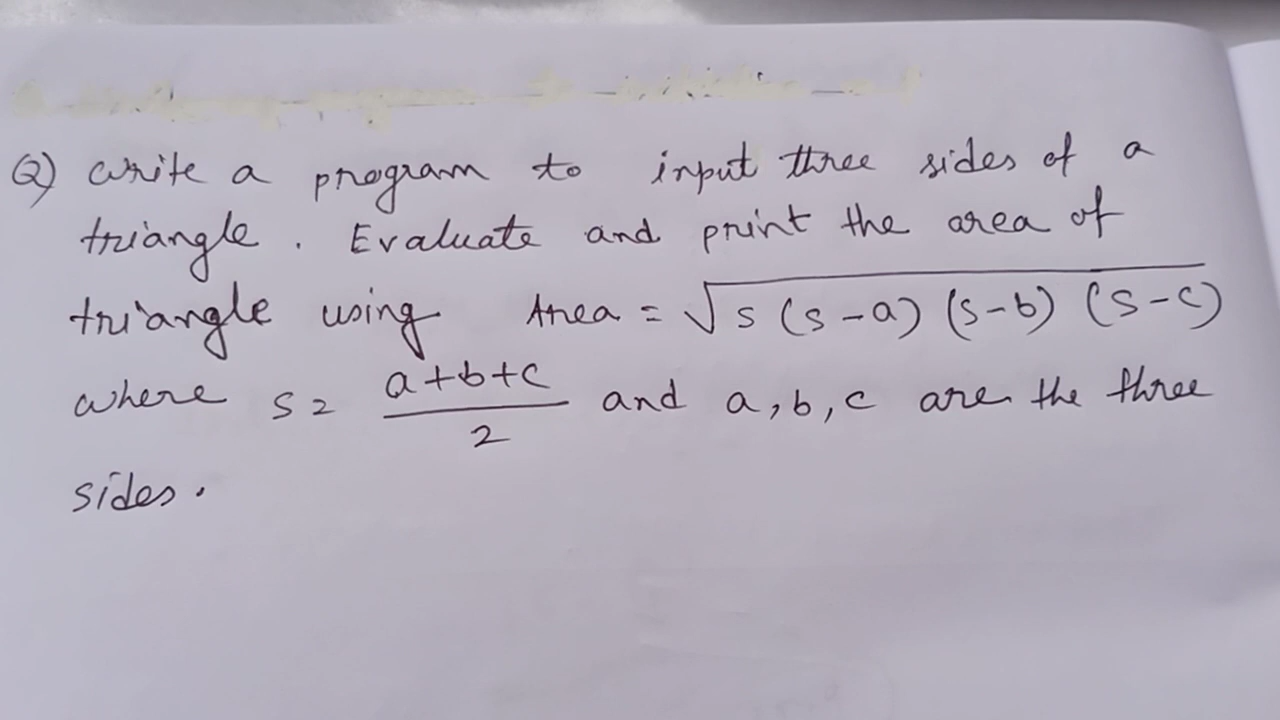 Q) Write a program to input three sides of a
triangle. Evaluate and print the area of
triangle using Area = √s(s-a)(s-b)(s-c)
where s = a+b+c/2 and a,b,c are the three
sides.